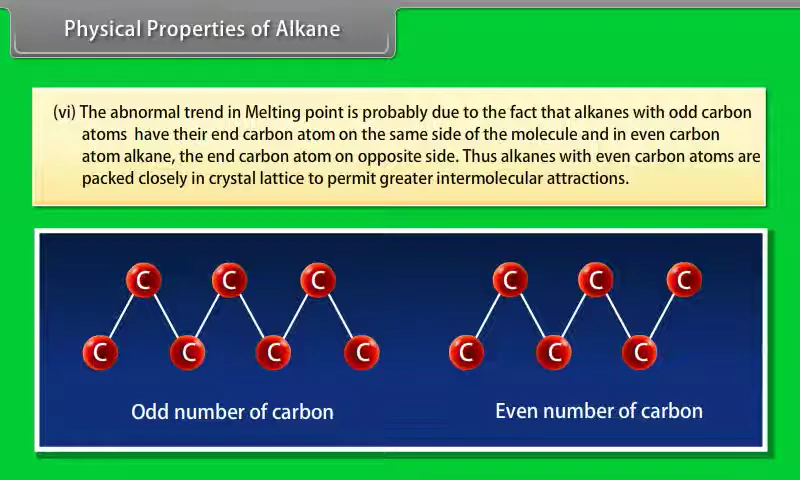 Physical Properties of Alkane
(vi) The abnormal trend in Melting point is probably due to the fact that alkanes with odd carbon
atoms have their end carbon atom on the same side of the molecule and in even carbon
atom alkane, the end carbon atom on opposite side. Thus alkanes with even carbon atoms are
packed closely in crystal lattice to permit greater intermolecular attractions.
C C C C C C
C C C C C C C
Odd number of carbon Even number of carbon